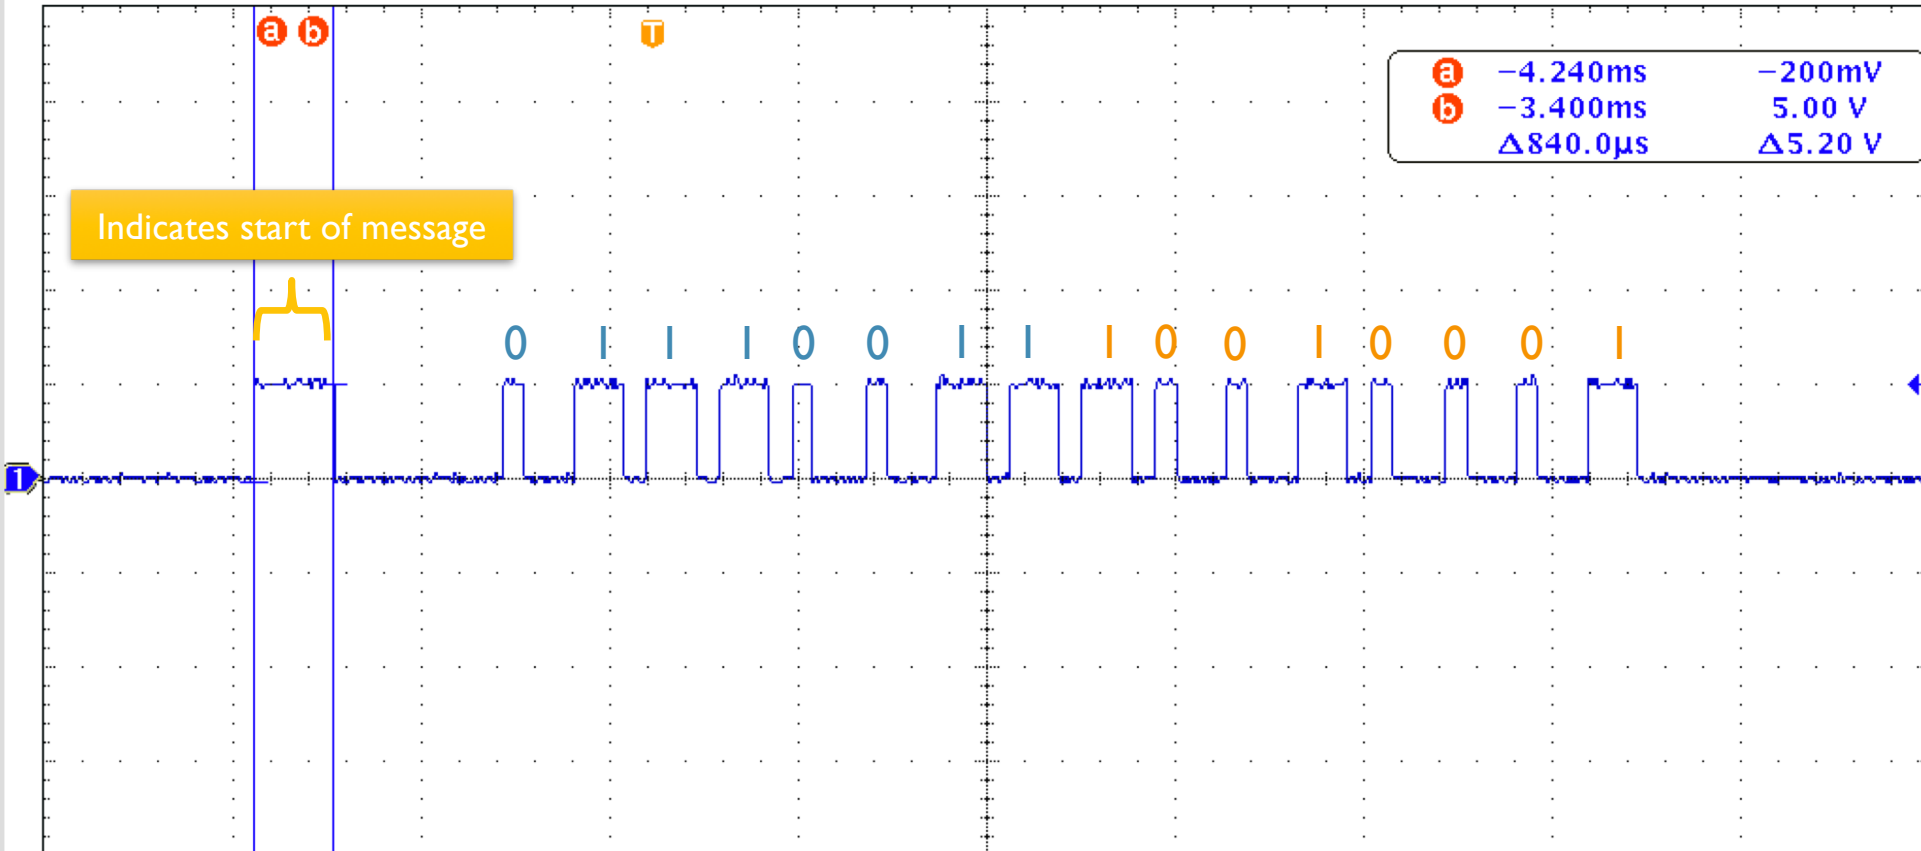 a b
T
a −4.240ms −200mV
b −3.400ms 5.00 V
Δ840.0µs Δ5.20 V
Indicates start of message
0 1 1 1 0 0 1 1 1 0 0 1 0 0 0 1
1